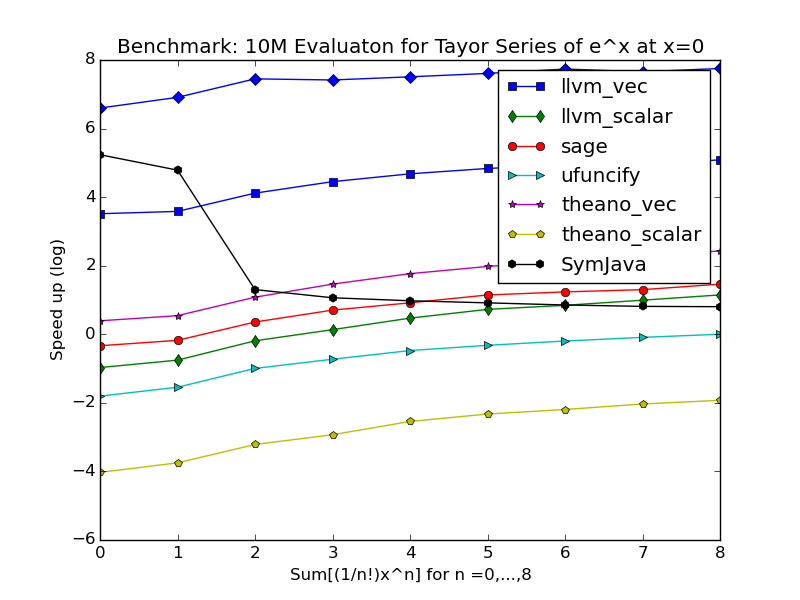 Benchmark: 10M Evaluaton for Tayor Series of e^x at x=0
8
6
4
2
0
−2
−4
−6
Speed up (log)
llvm_vec
llvm_scalar
sage
ufuncify
theano_vec
theano_scalar
SymJava
0 1 2 3 4 5 6 7 8
Sum[(1/n!)x^n] for n =0,...,8